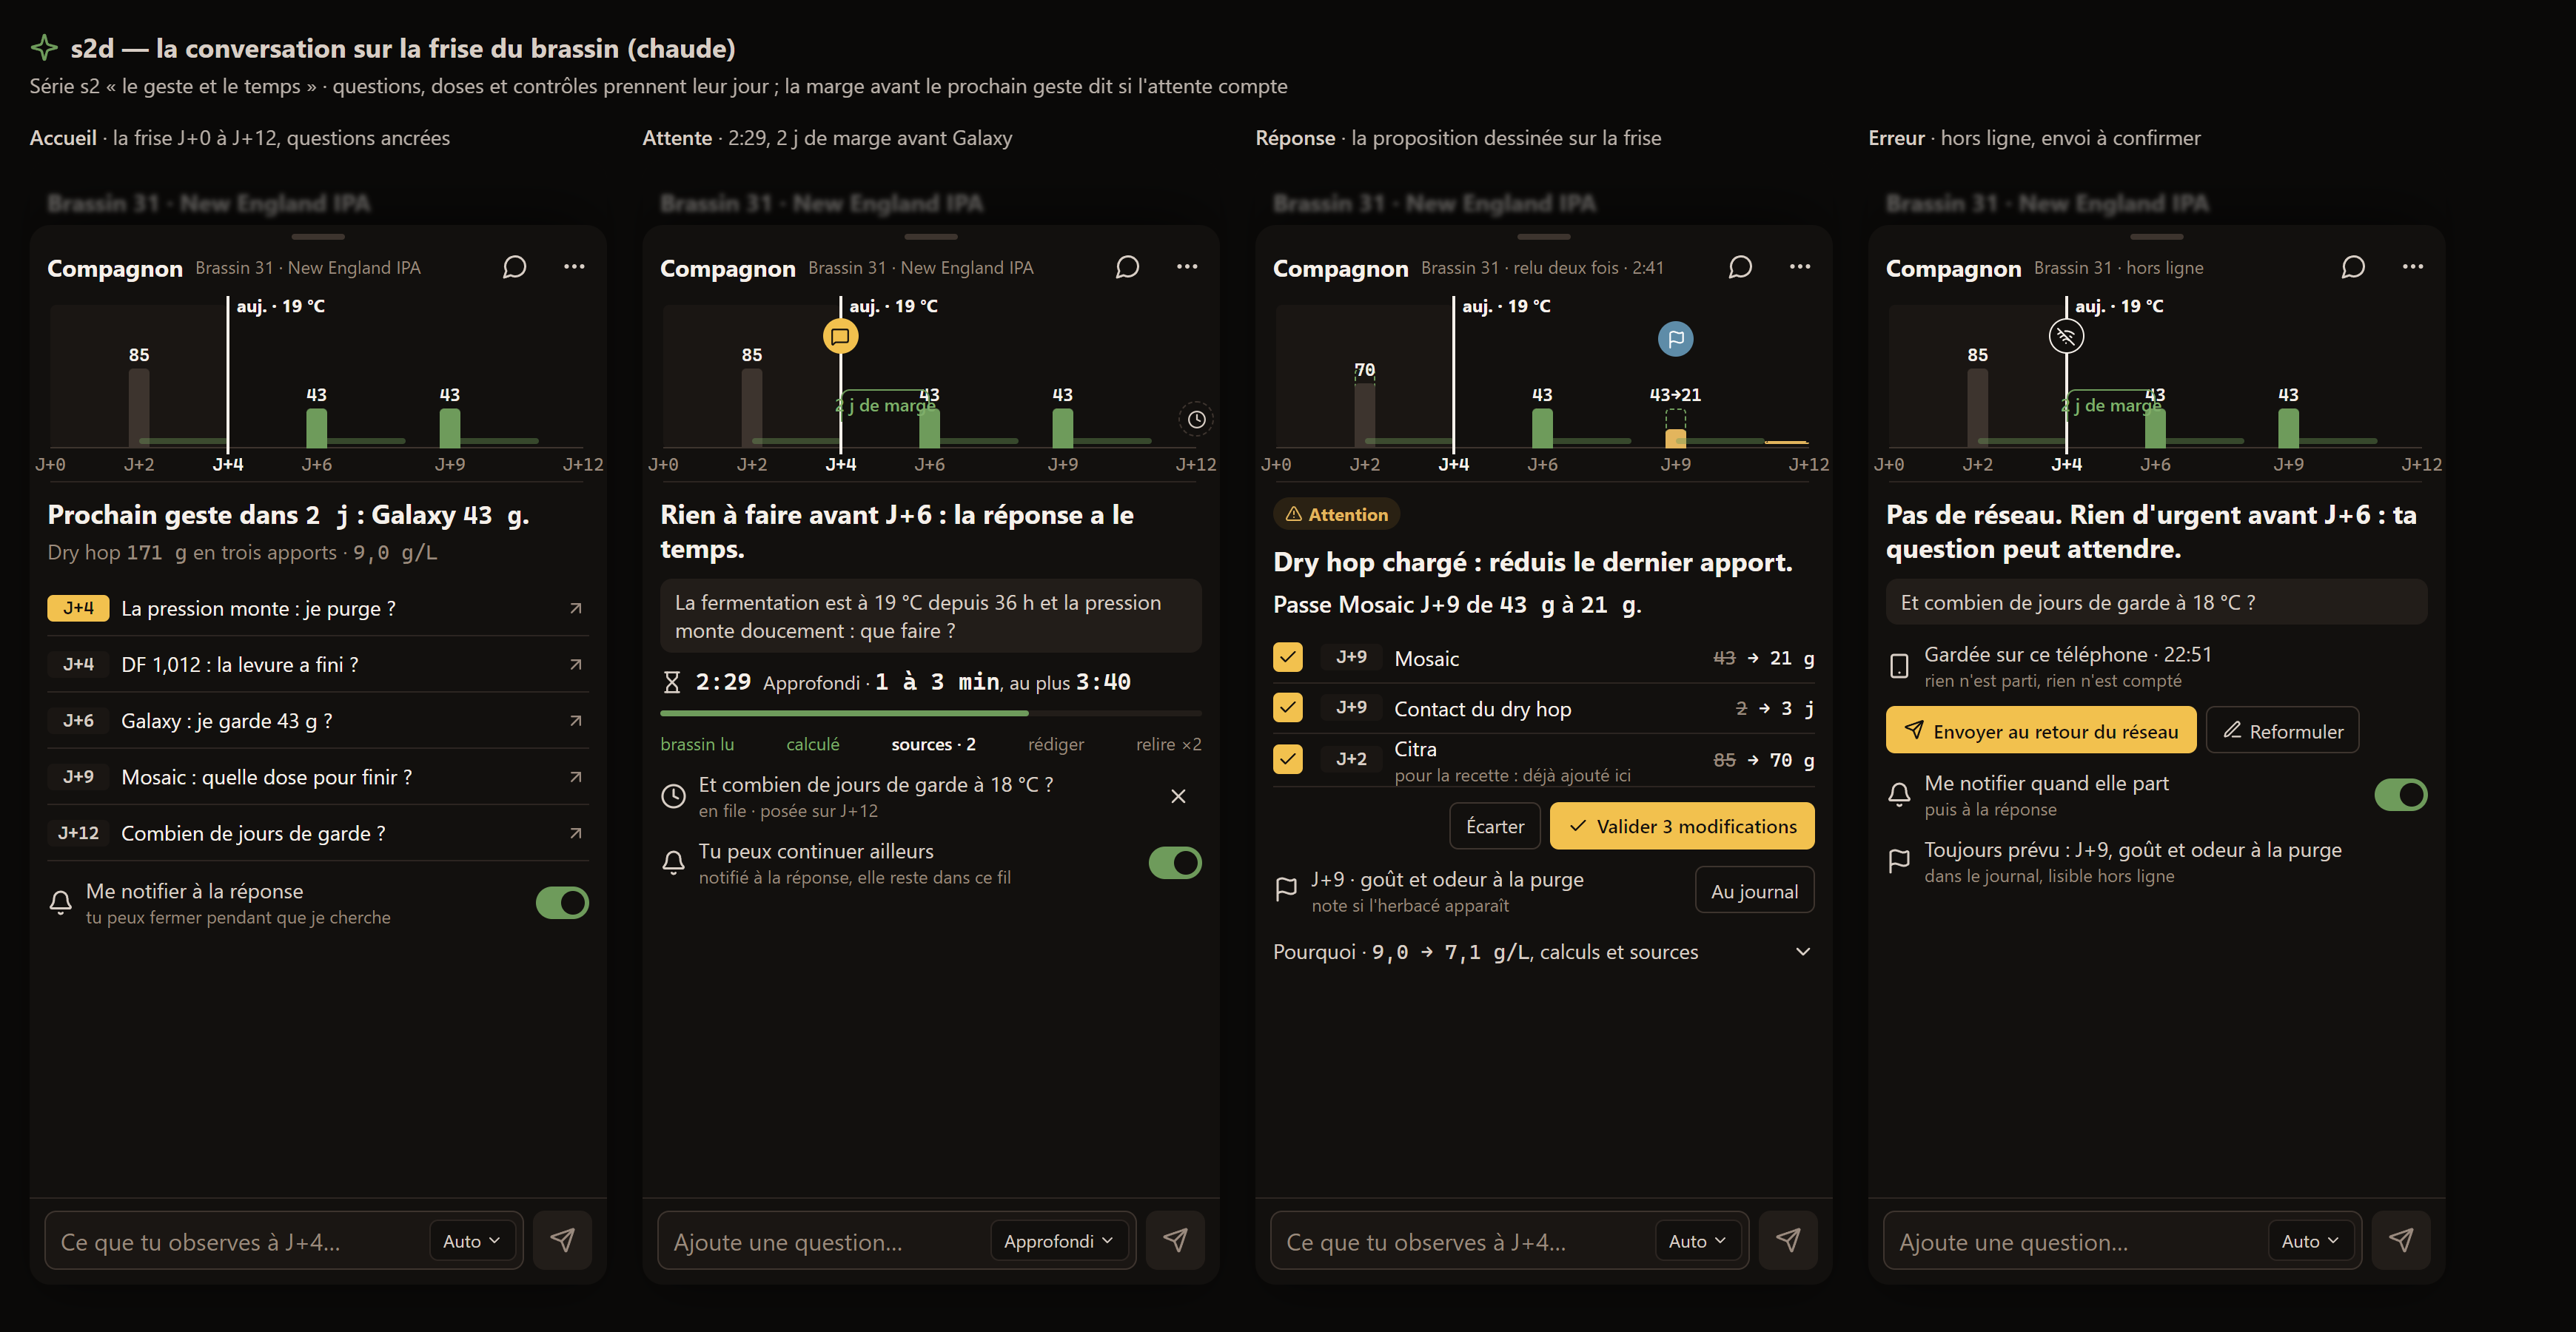 s2d — la conversation sur la frise du brassin (chaude)
Série s2 « le geste et le temps » · questions, doses et contrôles prennent leur jour ; la marge avant le prochain geste dit si l'attente compte
Accueil · la frise J+0 à J+12, questions ancrées
Brassin 31 · New England IPA
Compagnon Brassin 31 · New England IPA
auj. · 19 °C
85
43
43
J+0 J+2 J+4 J+6 J+9 J+12
Prochain geste dans 2 j : Galaxy 43 g.
Dry hop 171 g en trois apports · 9,0 g/L
J+4 La pression monte : je purge ?
J+4 DF 1,012 : la levure a fini ?
J+6 Galaxy : je garde 43 g ?
J+9 Mosaic : quelle dose pour finir ?
J+12 Combien de jours de garde ?
Me notifier à la réponse
tu peux fermer pendant que je cherche
Ce que tu observes à J+4... Auto
Attente · 2:29, 2 j de marge avant Galaxy
Brassin 31 · New England IPA
Compagnon Brassin 31 · New England IPA
auj. · 19 °C
85
43
43
2 j de marge
J+0 J+2 J+4 J+6 J+9 J+12
Rien à faire avant J+6 : la réponse a le
temps.
La fermentation est à 19 °C depuis 36 h et la pression
monte doucement : que faire ?
2:29 Approfondi · 1 à 3 min, au plus 3:40
brassin lu calculé sources · 2 rédiger relire ×2
Et combien de jours de garde à 18 °C ?
en file · posée sur J+12
Tu peux continuer ailleurs
notifié à la réponse, elle reste dans ce fil
Ajoute une question... Approfondi
Réponse · la proposition dessinée sur la frise
Brassin 31 · New England IPA
Compagnon Brassin 31 · relu deux fois · 2:41
auj. · 19 °C
70
43
43→21
J+0 J+2 J+4 J+6 J+9 J+12
Attention
Dry hop chargé : réduis le dernier apport.
Passe Mosaic J+9 de 43 g à 21 g.
J+9 Mosaic 43 → 21 g
J+9 Contact du dry hop 2 → 3 j
J+2 Citra 85 → 70 g
pour la recette : déjà ajouté ici
Écarter Valider 3 modifications
J+9 · goût et odeur à la purge
note si l'herbacé apparaît
Au journal
Pourquoi · 9,0 → 7,1 g/L, calculs et sources
Ce que tu observes à J+4... Auto
Erreur · hors ligne, envoi à confirmer
Brassin 31 · New England IPA
Compagnon Brassin 31 · hors ligne
auj. · 19 °C
85
43
43
2 j de marge
J+0 J+2 J+4 J+6 J+9 J+12
Pas de réseau. Rien d'urgent avant J+6 : ta
question peut attendre.
Et combien de jours de garde à 18 °C ?
Gardée sur ce téléphone · 22:51
rien n'est parti, rien n'est compté
Envoyer au retour du réseau Reformuler
Me notifier quand elle part
puis à la réponse
Toujours prévu : J+9, goût et odeur à la purge
dans le journal, lisible hors ligne
Ajoute une question... Auto